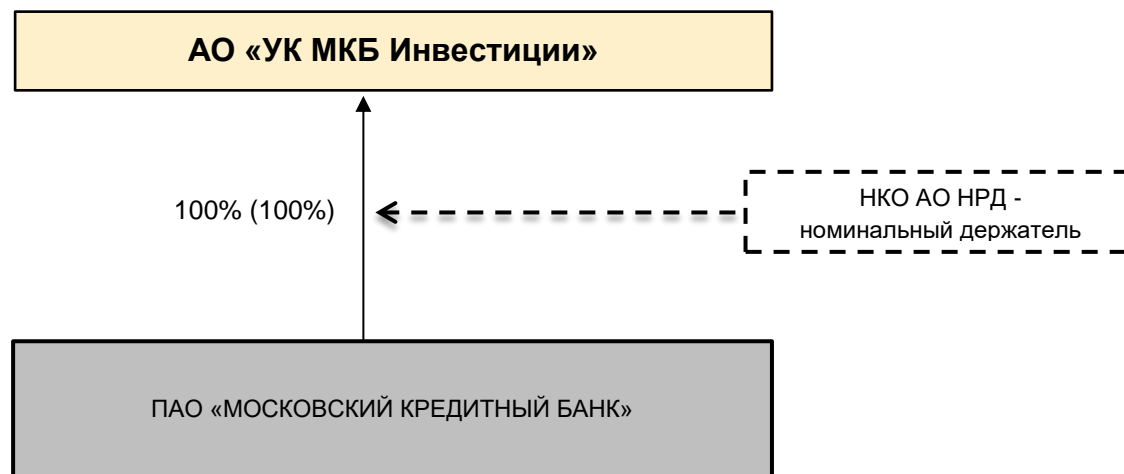 АО «УК МКБ Инвестиции»
100% (100%)
НКО АО НРД -
номинальный держатель
ПАО «МОСКОВСКИЙ КРЕДИТНЫЙ БАНК»